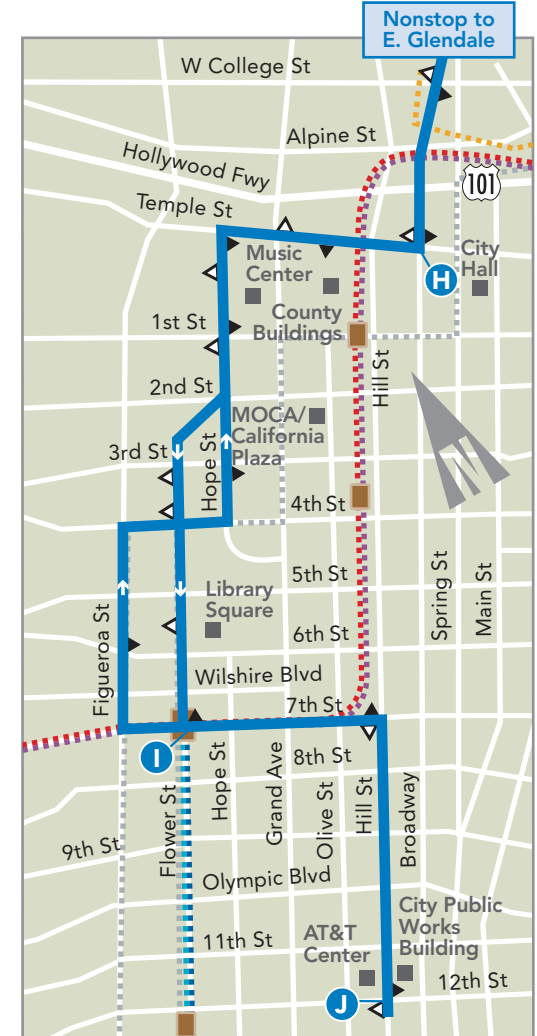 Nonstop to
E. Glendale
W College St
Alpine St
Hollywood Fwy
101
Temple St
Music
Center
City
Hall
H
County
Buildings
1st St
Hill St
2nd St
MOCA/
California
Plaza
3rd St
Hope St
4th St
5th St
Spring St
Main St
Library
Square
6th St
Figueroa St
Wilshire Blvd
7th St
I
8th St
Hope St
Grand Ave
Olive St
Hill St
Broadway
Flower St
9th St
Olympic Blvd
City Public
Works
Building
AT&T
Center
11th St
12th St
J